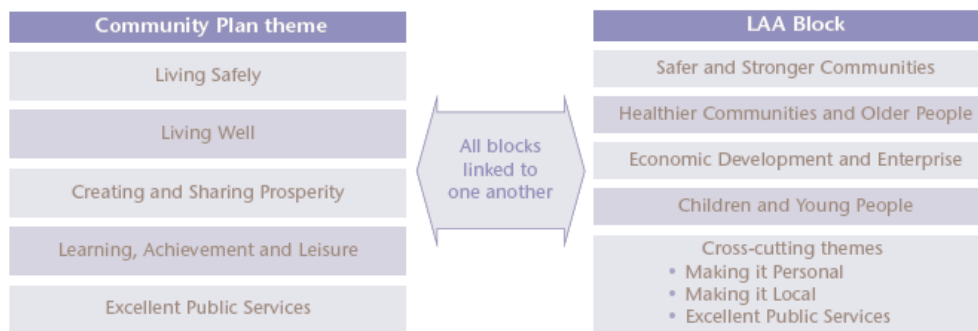 Community Plan theme
Living Safely
Living Well
Creating and Sharing Prosperity
Learning, Achievement and Leisure
Excellent Public Services
All blocks
linked to
one another
LAA Block
Safer and Stronger Communities
Healthier Communities and Older People
Economic Development and Enterprise
Children and Young People
Cross-cutting themes
• Making it Personal
• Making it Local
• Excellent Public Services